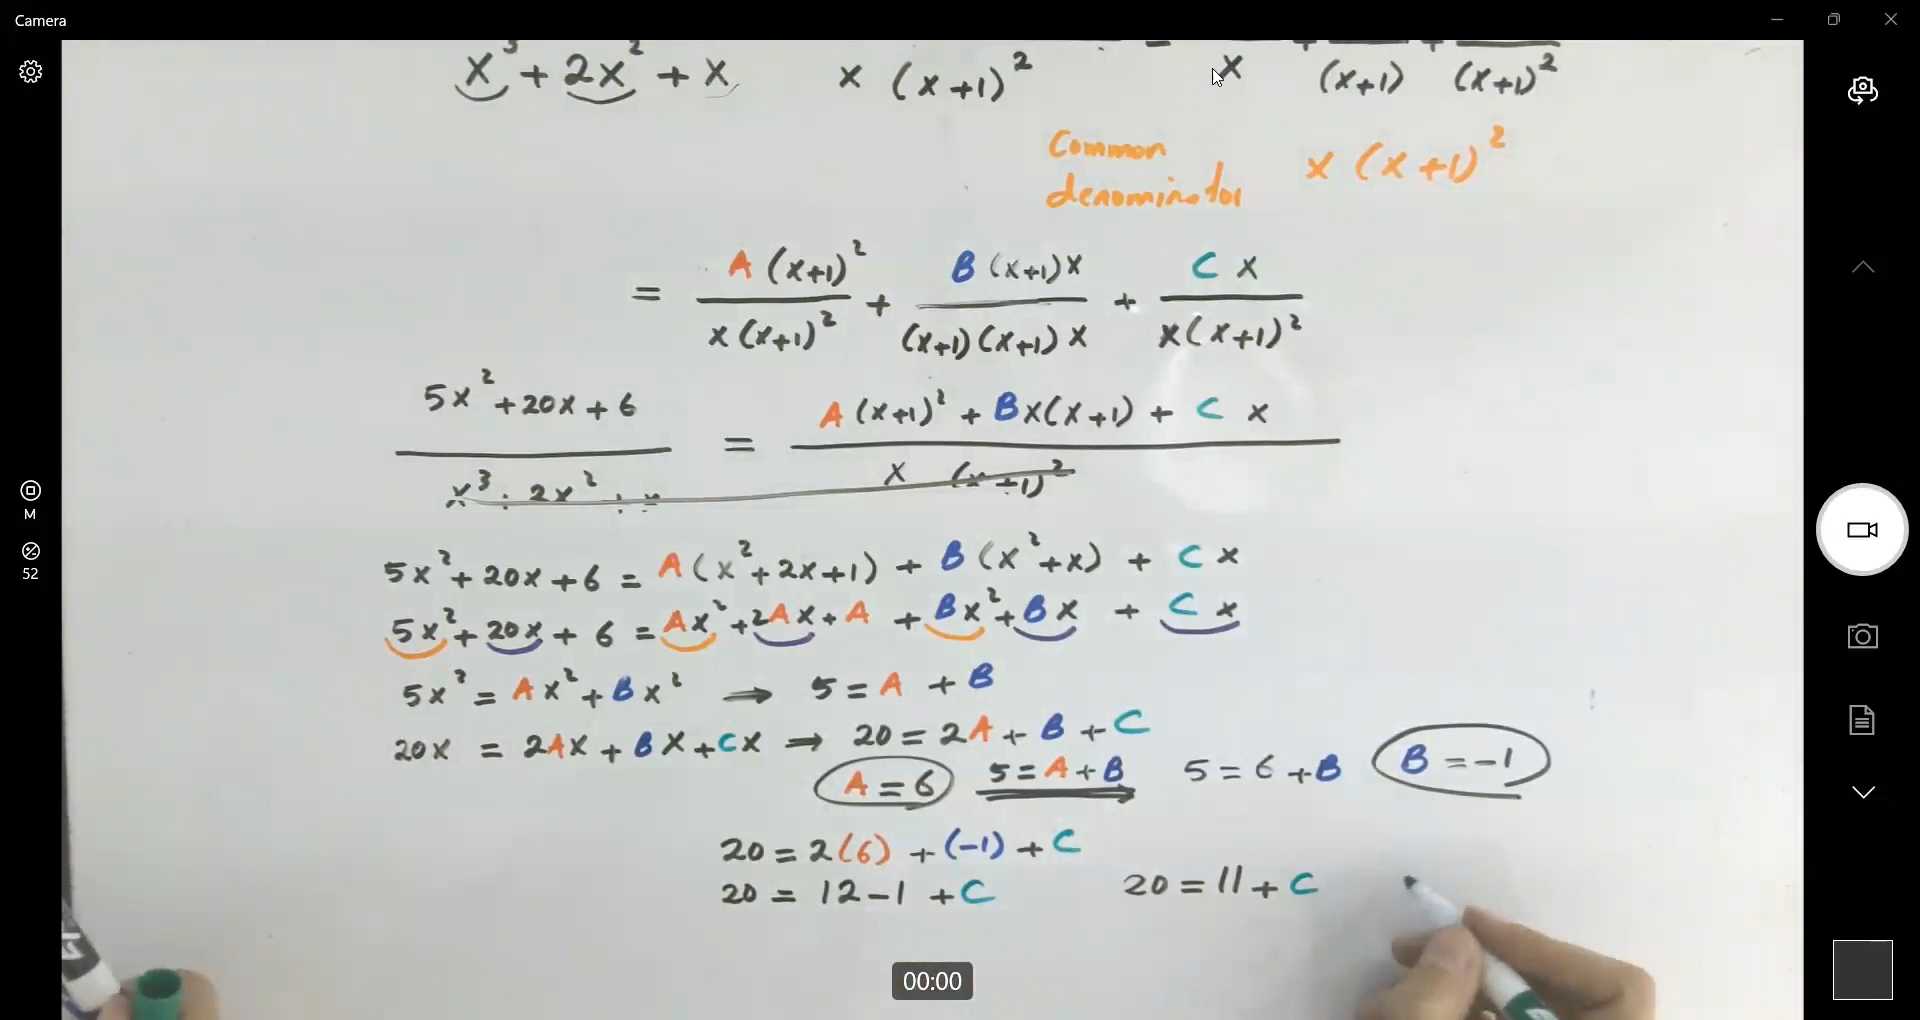 Camera
x³ + 2x² + x x (x+1)² = x + (x+1) + (x+1)²
Common
denominator x (x+1)²
= A (x+1)² / x (x+1)² + B (x+1) x / (x+1)(x+1) x + C x / x (x+1)²
5x² + 20x + 6 / x³ + 2x² + x = A (x+1)² + Bx(x+1) + C x / x (x+1)²
5x² + 20x + 6 = A(x² + 2x + 1) + B(x² + x) + C x
5x² + 20x + 6 = Ax² + 2Ax + A + Bx² + Bx + C x
5x² = Ax² + Bx² → 5 = A + B
20x = 2Ax + Bx + Cx ⇒ 20 = 2A + B + C
A = 6 5 = A + B 5 = 6 + B B = -1
20 = 2(6) + (-1) + C
20 = 12 - 1 + C 20 = 11 + C
M
52
00:00